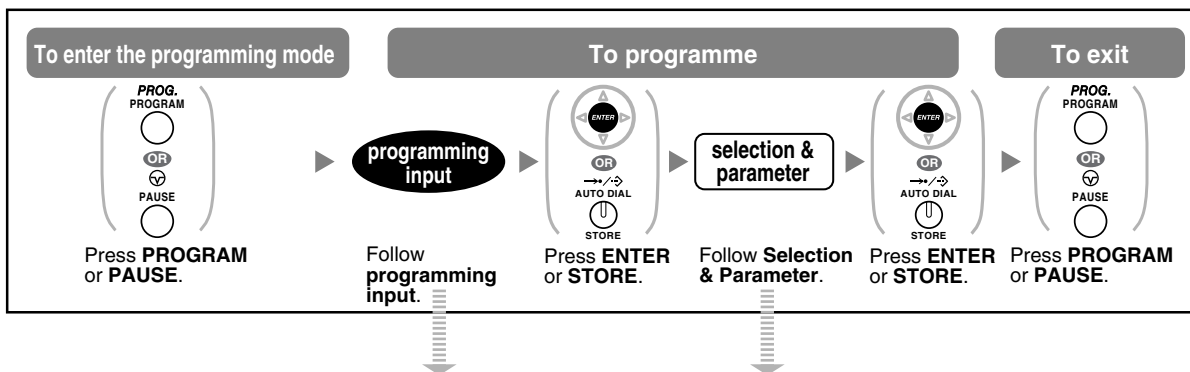 To enter the programming mode
PROG.
PROGRAM
OR
PAUSE
Press PROGRAM
or PAUSE.
To programme
programming
input
Follow
programming
input.
ENTER
OR
AUTO DIAL
STORE
Press ENTER
or STORE.
selection &
parameter
Follow Selection
& Parameter.
ENTER
OR
AUTO DIAL
STORE
Press ENTER
or STORE.
To exit
PROG.
PROGRAM
OR
PAUSE
Press PROGRAM
or PAUSE.